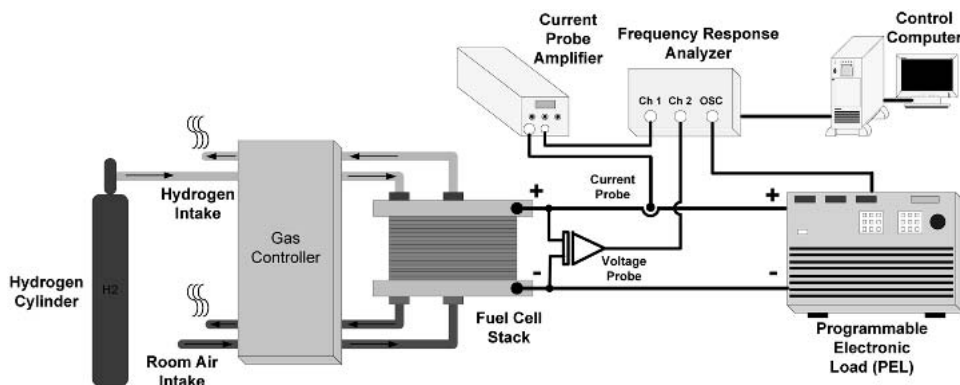 Current
Probe
Amplifier
Frequency Response
Analyzer
Control
Computer
Ch 1 Ch 2 OSC
Hydrogen
Intake
Current
Probe
+
+
Gas
Controller
Hydrogen
Cylinder
H2
Voltage
Probe
-
-
Fuel Cell
Stack
Room Air
Intake
Programmable
Electronic
Load (PEL)